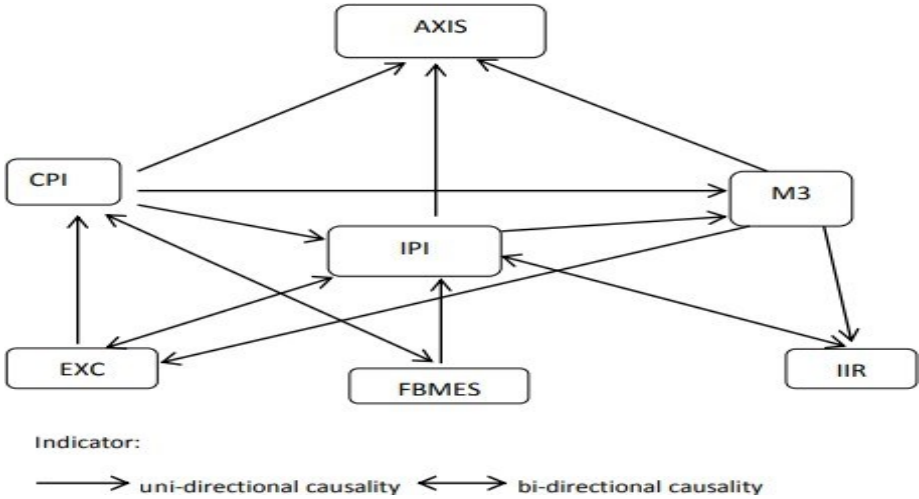 AXIS
CPI
M3
IPI
EXC
FBMES
IIR
Indicator:
uni-directional causality bi-directional causality